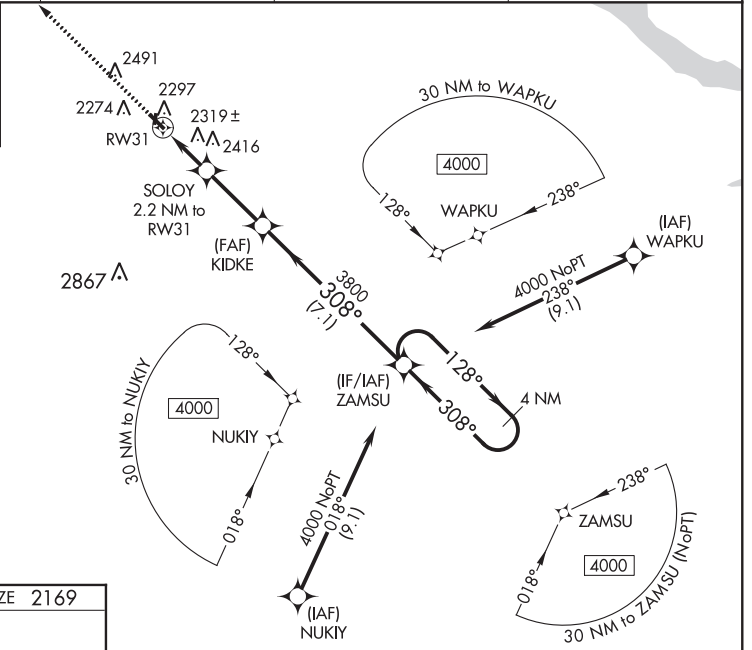 2491
2274
2297
2319 ±
2416
RW31
SOLOY
2.2 NM to
RW31
(FAF)
KIDKE
2867
30 NM to WAPKU
4000
128°
238°
WAPKU
(IAF)
WAPKU
4000 NoPT
238°
(9.1)
3800
308°
(7.1)
(IF/IAF)
ZAMSU
128°
308°
4 NM
30 NM to NUKIY
128°
4000
NUKIY
018°
4000 NoPT
018°
(9.1)
(IAF)
NUKIY
238°
ZAMSU
018°
4000
30 NM to ZAMSU (NoPT)
ZE 2169